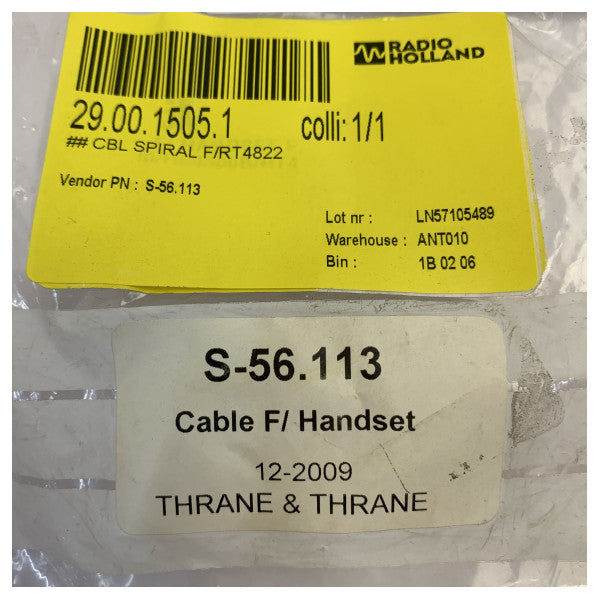 RADIO
HOLLAND
29.00.1505.1 colli: 1/1
## CBL SPIRAL F/RT4822
Vendor PN : S-56.113
Lot nr : LN57105489
Warehouse : ANT010
Bin : 1B 02 06
S-56.113
Cable F/ Handset
12-2009
THRANE & THRANE